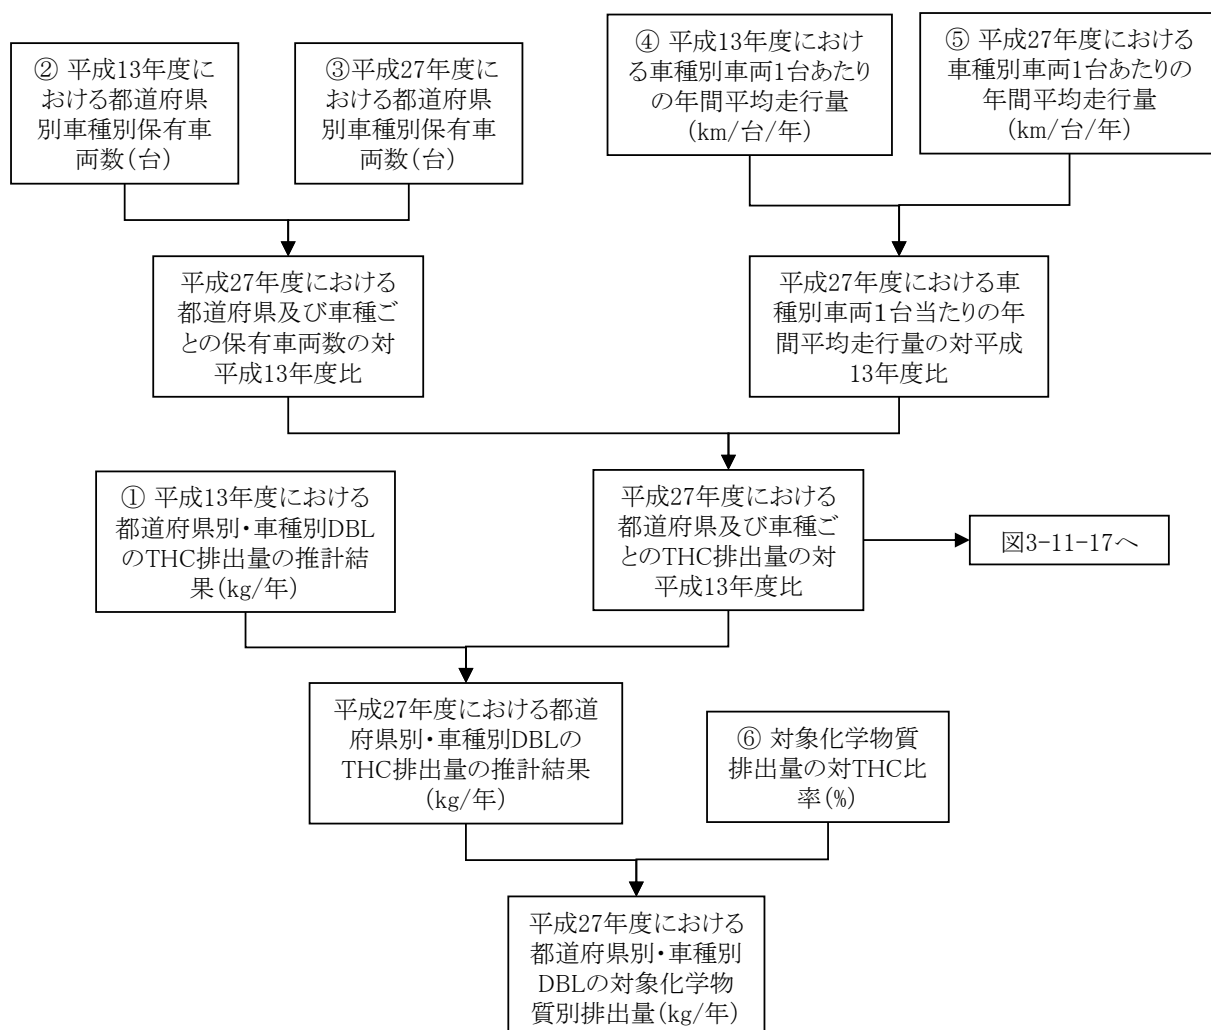 ② 平成13年度に
おける都道府県
別車種別保有車
両数(台)
③平成27年度に
おける都道府県
別車種別保有車
両数(台)
④ 平成13年度におけ
る車種別車両1台あたり
の年間平均走行量
(km/台/年)
⑤ 平成27年度における
車種別車両1台あたりの
年間平均走行量
(km/台/年)
平成27年度における
都道府県及び車種ご
との保有車両数の対
平成13年度比
平成27年度における車
種別車両１台当たりの年
間平均走行量の対平成
13年度比
① 平成13年度における
都道府県別・車種別DBL
のTHC排出量の推計結
果(kg/年)
平成27年度における
都道府県及び車種ご
とのTHC排出量の対
平成13年度比
図3-11-17へ
平成27年度における都道
府県別・車種別DBLの
THC排出量の推計結果
(kg/年)
⑥ 対象化学物質
排出量の対THC比
率(%)
平成27年度における
都道府県別・車種別
DBLの対象化学物
質別排出量(kg/年)